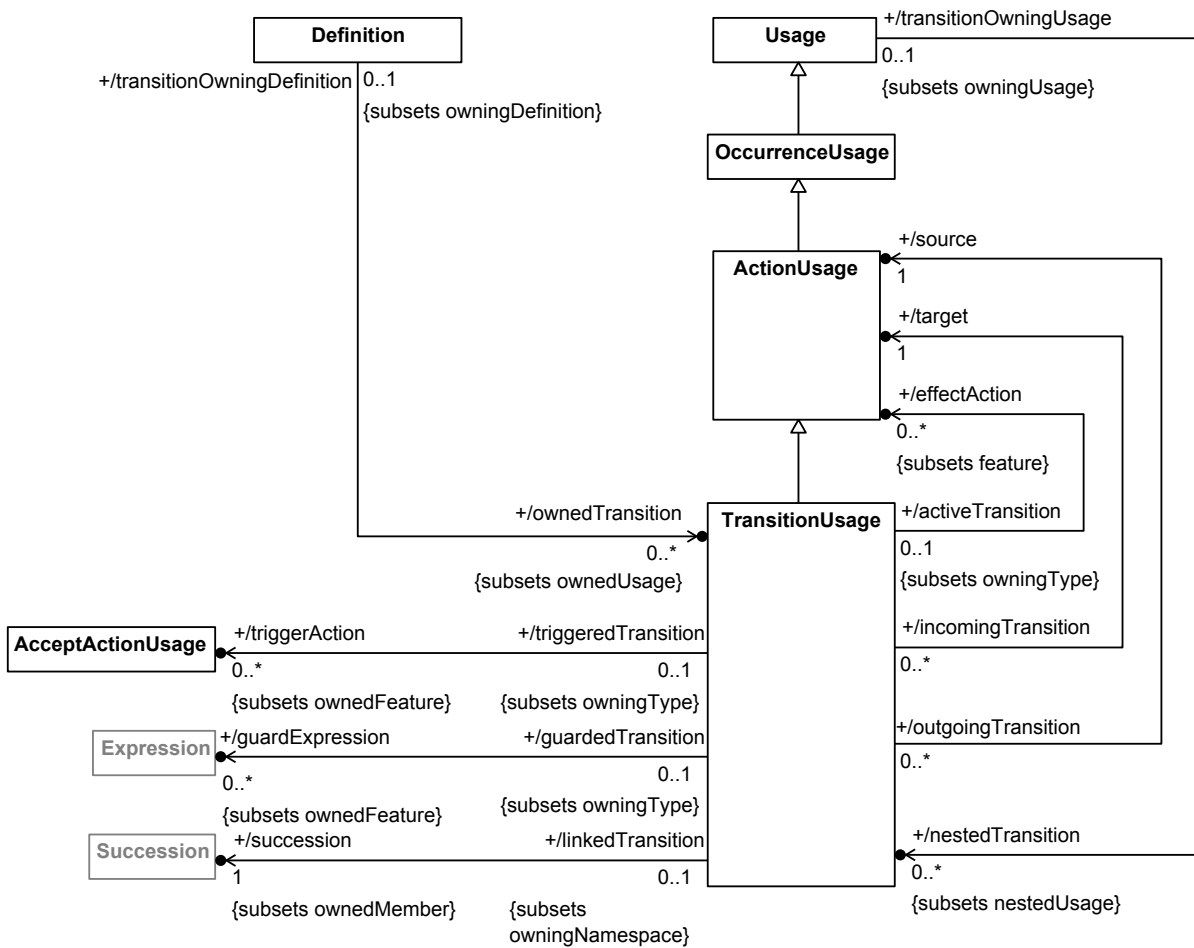 Definition
+/transitionOwningDefinition
0..1
{subsets owningDefinition}
Usage
+/transitionOwningUsage
0..1
{subsets owningUsage}
OccurrenceUsage
ActionUsage
+/source
1
+/target
1
+/effectAction
0..*
{subsets feature}
+/ownedTransition
0..*
{subsets ownedUsage}
TransitionUsage
+/activeTransition
0..1
{subsets owningType}
+/incomingTransition
0..*
+/outgoingTransition
0..*
+/nestedTransition
0..*
{subsets nestedUsage}
AcceptActionUsage
+/triggerAction
0..*
{subsets ownedFeature}
+/triggeredTransition
0..1
{subsets owningType}
Expression
+/guardExpression
0..*
{subsets ownedFeature}
+/guardedTransition
0..1
{subsets owningType}
Succession
+/succession
1
{subsets ownedMember}
+/linkedTransition
0..1
{subsets
owningNamespace}